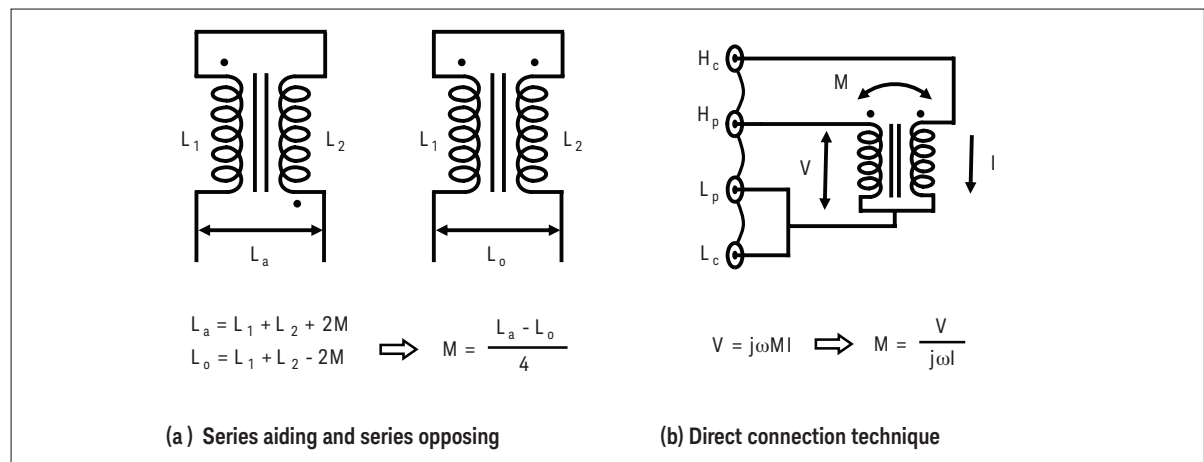 L1
L2
La
L1
L2
Lo
La = L1 + L2 + 2M
Lo = L1 + L2 - 2M
M = La - Lo / 4
(a ) Series aiding and series opposing
Hc
Hp
Lp
Lc
M
V
I
V = jωMI
M = V / jωI
(b) Direct connection technique